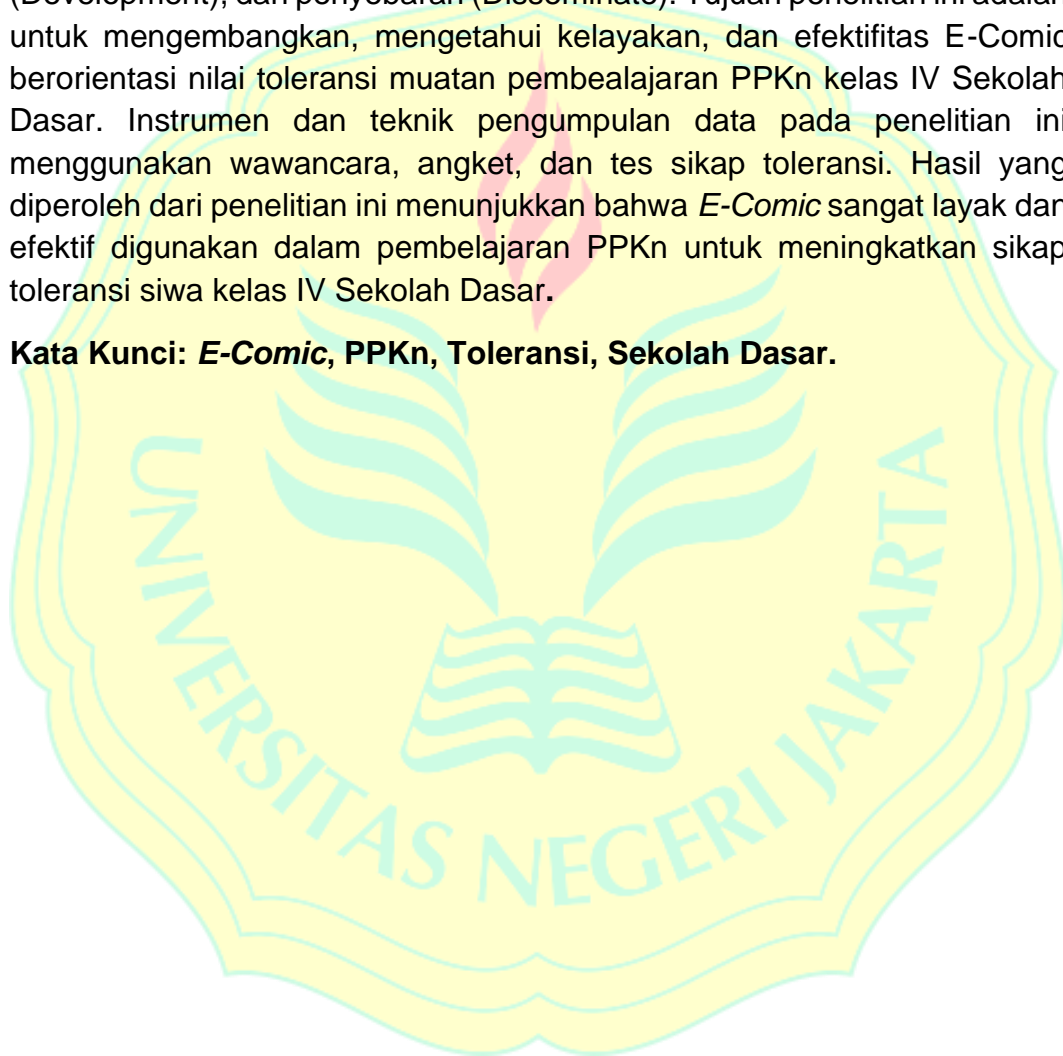 (Development), dan penyebaran (Disseminate). Tujuan penelitian ini adalah
untuk mengembangkan, mengetahui kelayakan, dan efektifitas E-Comic
berorientasi nilai toleransi muatan pembealajaran PPKn kelas IV Sekolah
Dasar. Instrumen dan teknik pengumpulan data pada penelitian ini
menggunakan wawancara, angket, dan tes sikap toleransi. Hasil yang
diperoleh dari penelitian ini menunjukkan bahwa E-Comic sangat layak dan
efektif digunakan dalam pembelajaran PPKn untuk meningkatkan sikap
toleransi siwa kelas IV Sekolah Dasar.
Kata Kunci: E-Comic, PPKn, Toleransi, Sekolah Dasar.
UNIVERSITAS NEGERI JAKARTA